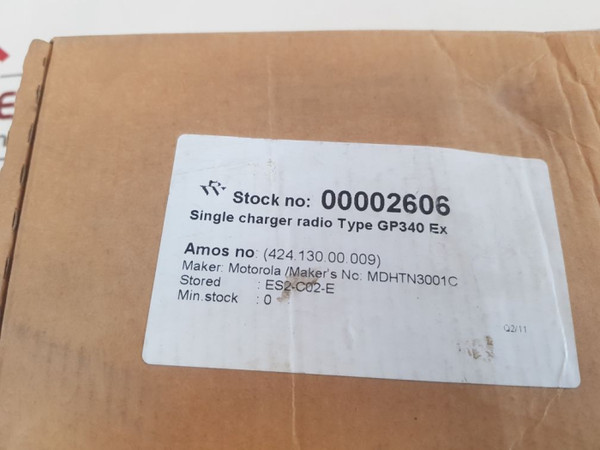 Stock no: 00002606
Single charger radio Type GP340 Ex
Amos no: (424.130.00.009)
Maker: Motorola /Maker's No: MDHTN3001C
Stored : ES2-C02-E
Min.stock : 0
Q2/11